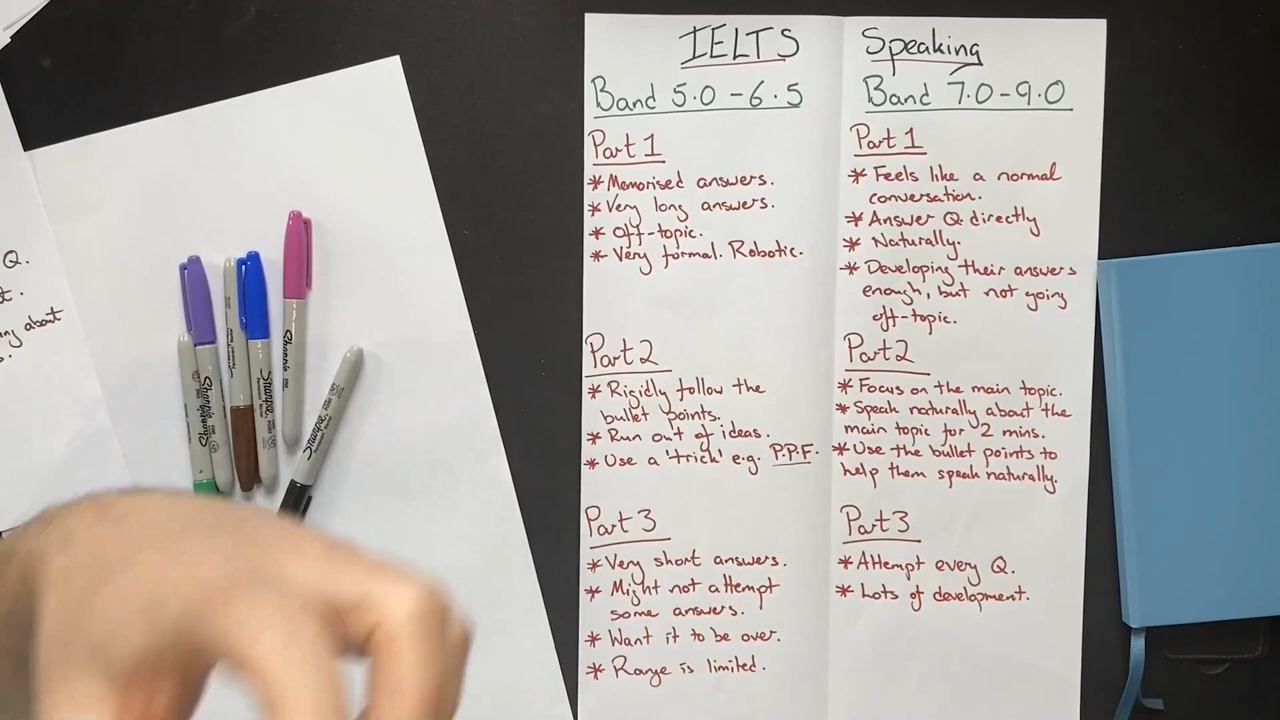 IELTS Speaking
Band 5.0 - 6.5
Part 1
* Memorised answers.
* Very long answers.
* Off-topic.
* Very formal. Robotic.
Part 2
* Rigidly follow the
bullet points.
* Run out of ideas.
* Use a 'trick' e.g. P.P.F.
Part 3
* Very short answers.
* Might not attempt
some answers.
* Want it to be over.
* Range is limited.
Band 7.0 - 9.0
Part 1
* Feels like a normal
conversation.
* Answer Q. directly
* Naturally.
* Developing their answers
enough, but not going
off-topic.
Part 2
* Focus on the main topic.
* Speak naturally about the
main topic for 2 mins.
* Use the bullet points to
help them speak naturally.
Part 3
* Attempt every Q.
* Lots of development.
Q.
about
Sharpie
Sharpie
Sharpie
Sharpie